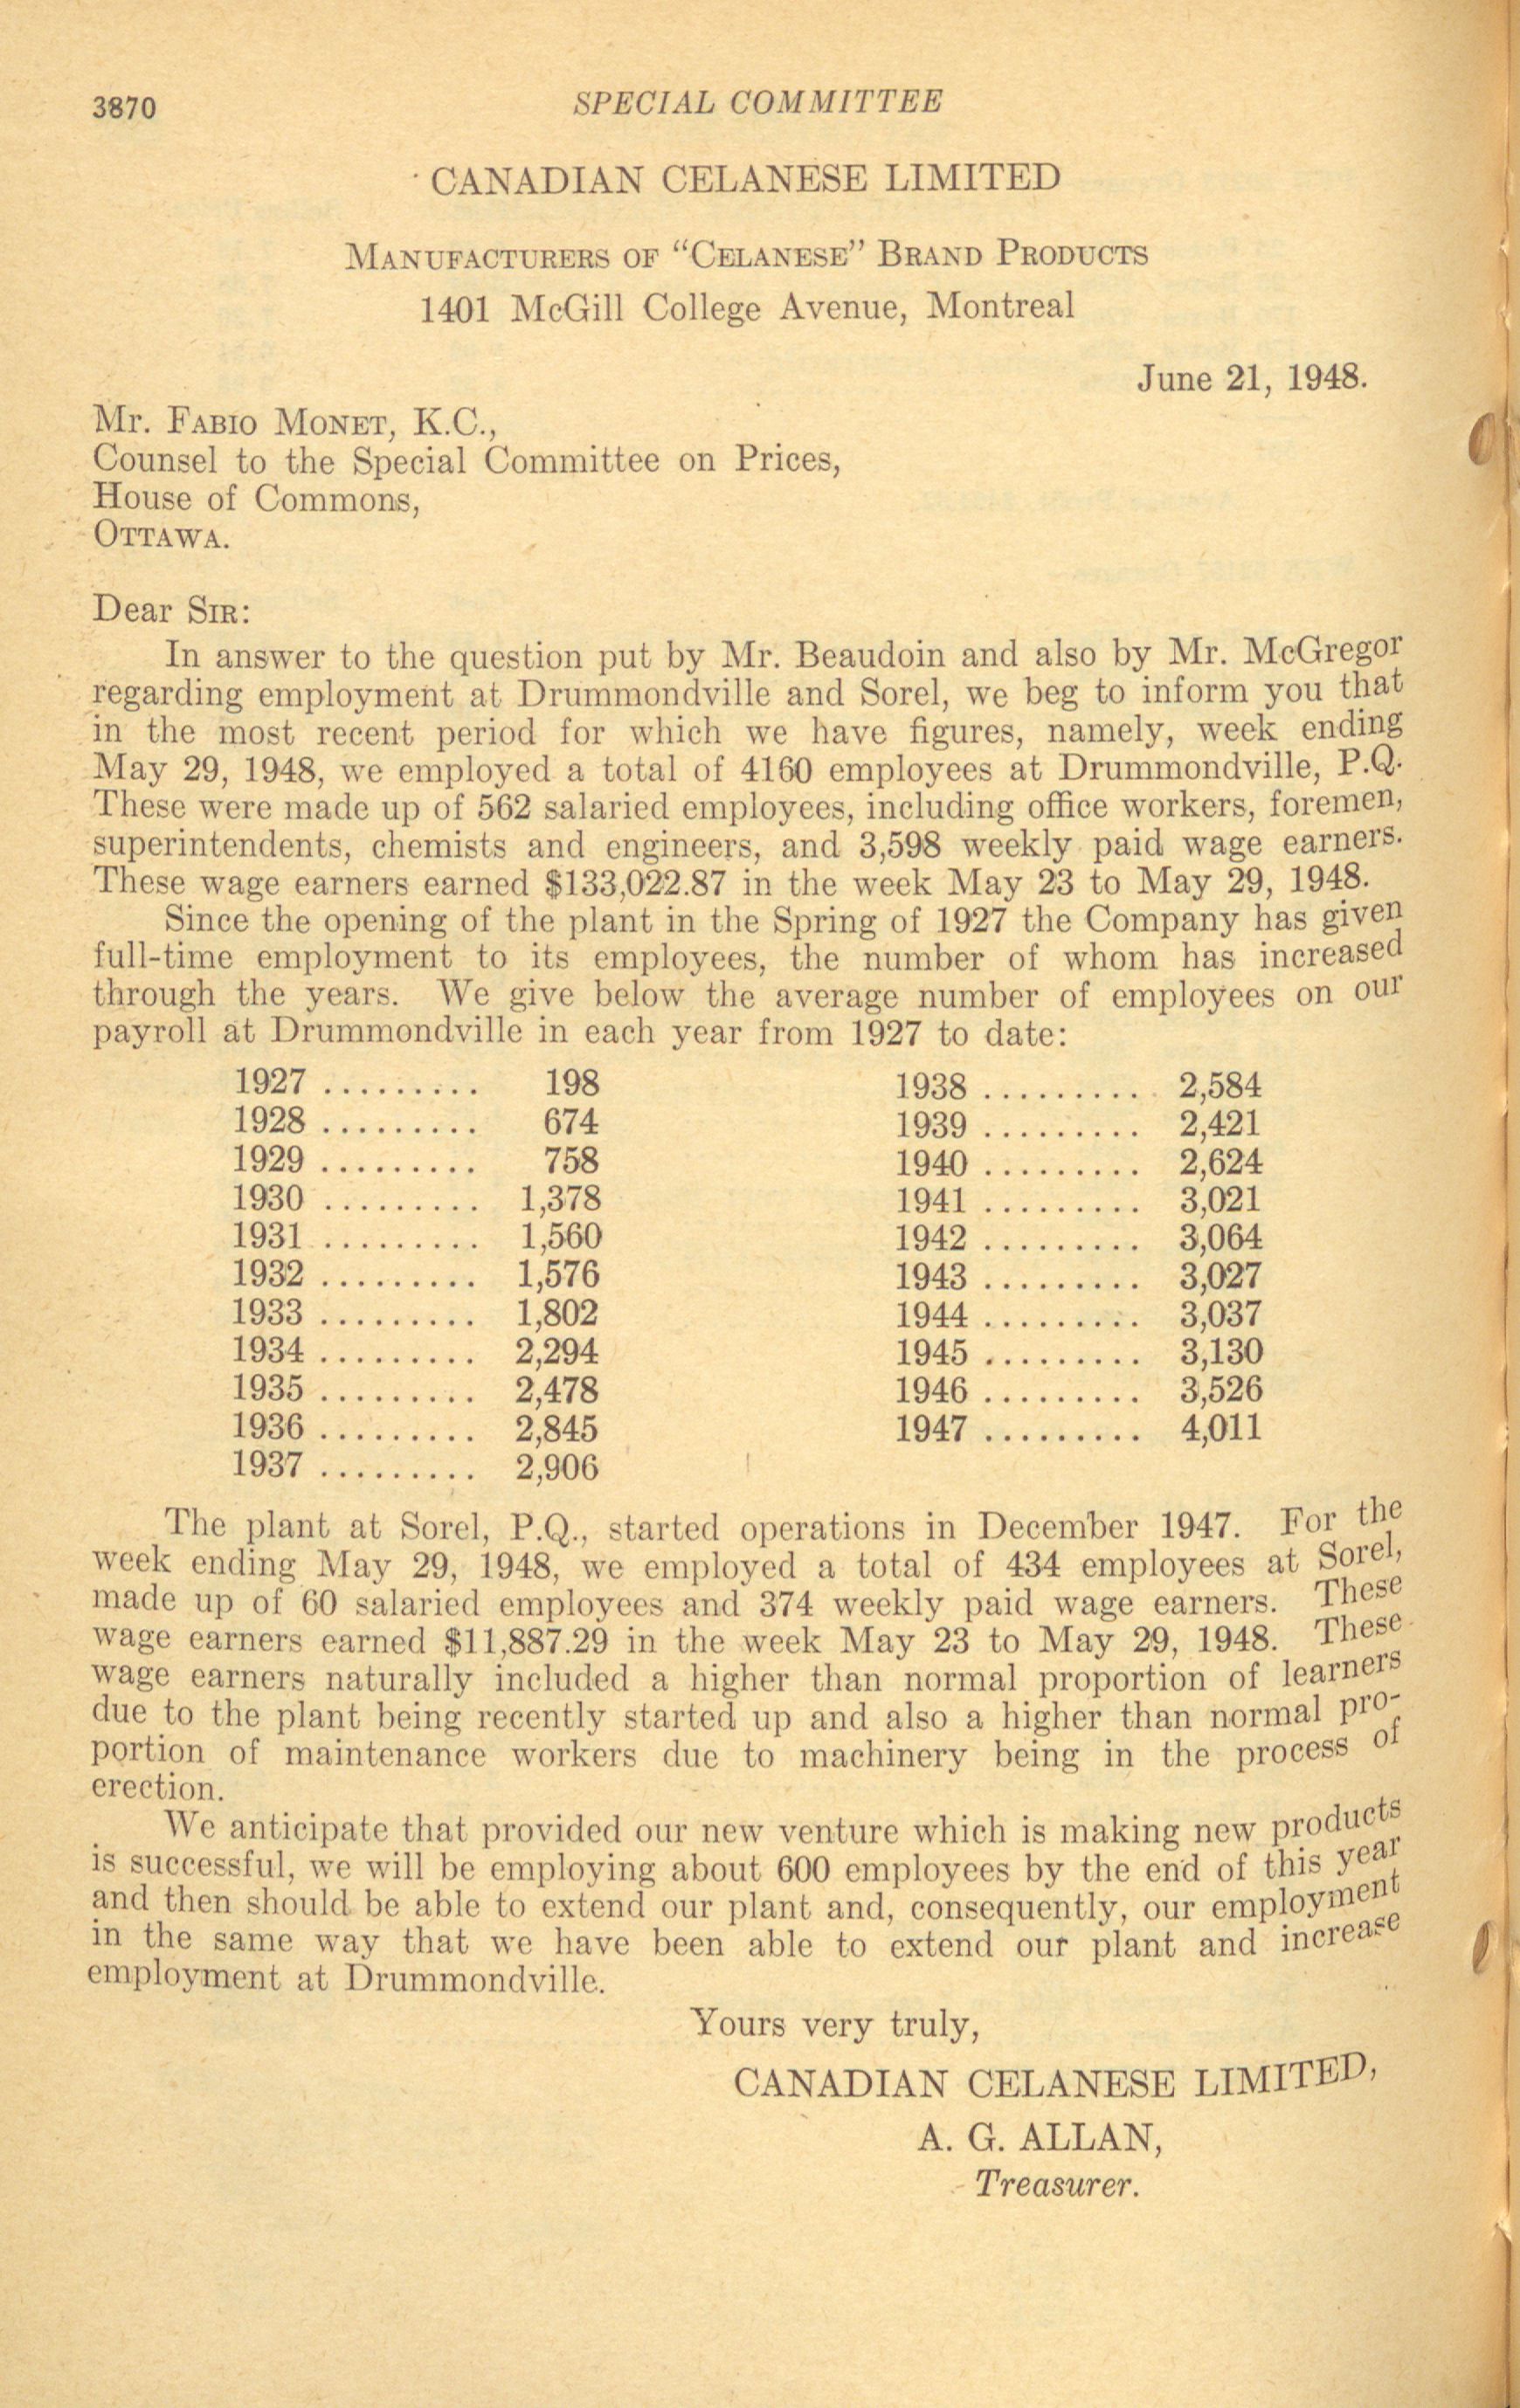 3870
SPECIAL COMMITTEE
CANADIAN CELANESE LIMITED
MANUFACTURERS OF "CELANESE" BRAND PRODUCTS
1401 McGill College Avenue, Montreal
June 21, 1948.
Mr. FABIO MONET, K.C.,
Counsel to the Special Committee on Prices,
House of Commons,
OTTAWA.
Dear SIR:
In answer to the question put by Mr. Beaudoin and also by Mr. McGregor
regarding employment at Drummondville and Sorel, we beg to inform you that
in the most recent period for which we have figures, namely, week ending
May 29, 1948, we employed a total of 4160 employees at Drummondville, P.Q.
These were made up of 562 salaried employees, including office workers, foremen,
superintendents, chemists and engineers, and 3,598 weekly paid wage earners.
These wage earners earned $133,022.87 in the week May 23 to May 29, 1948.
Since the opening of the plant in the Spring of 1927 the Company has given
full-time employment to its employees, the number of whom has increased
through the years. We give below the average number of employees on our
payroll at Drummondville in each year from 1927 to date:
1927 ......... 198
1928 ......... 674
1929 ......... 758
1930 ......... 1,378
1931 ......... 1,560
1932 ......... 1,576
1933 ......... 1,802
1934 ......... 2,294
1935 ......... 2,478
1936 ......... 2,845
1937 ......... 2,906
1938 ......... 2,584
1939 ......... 2,421
1940 ......... 2,624
1941 ......... 3,021
1942 ......... 3,064
1943 ......... 3,027
1944 ......... 3,037
1945 ......... 3,130
1946 ......... 3,526
1947 ......... 4,011
The plant at Sorel, P.Q., started operations in December 1947. For the
week ending May 29, 1948, we employed a total of 434 employees at Sorel,
made up of 60 salaried employees and 374 weekly paid wage earners. These
wage earners earned $11,887.29 in the week May 23 to May 29, 1948. These
wage earners naturally included a higher than normal proportion of learners
due to the plant being recently started up and also a higher than normal pro-
portion of maintenance workers due to machinery being in the process of
erection.
We anticipate that provided our new venture which is making new products
is successful, we will be employing about 600 employees by the end of this year
and then should be able to extend our plant and, consequently, our employment
in the same way that we have been able to extend our plant and increase
employment at Drummondville.
Yours very truly,
CANADIAN CELANESE LIMITED,
A. G. ALLAN,
Treasurer.